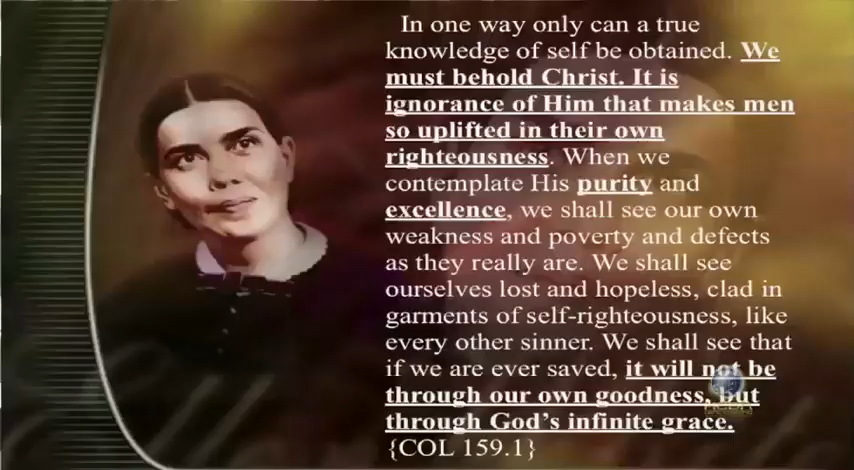 In one way only can a true
knowledge of self be obtained. We
must behold Christ. It is
ignorance of Him that makes men
so uplifted in their own
righteousness. When we
contemplate His purity and
excellence, we shall see our own
weakness and poverty and defects
as they really are. We shall see
ourselves lost and hopeless, clad in
garments of self-righteousness, like
every other sinner. We shall see that
if we are ever saved, it will not be
through our own goodness, but
through God’s infinite grace.
{COL 159.1}